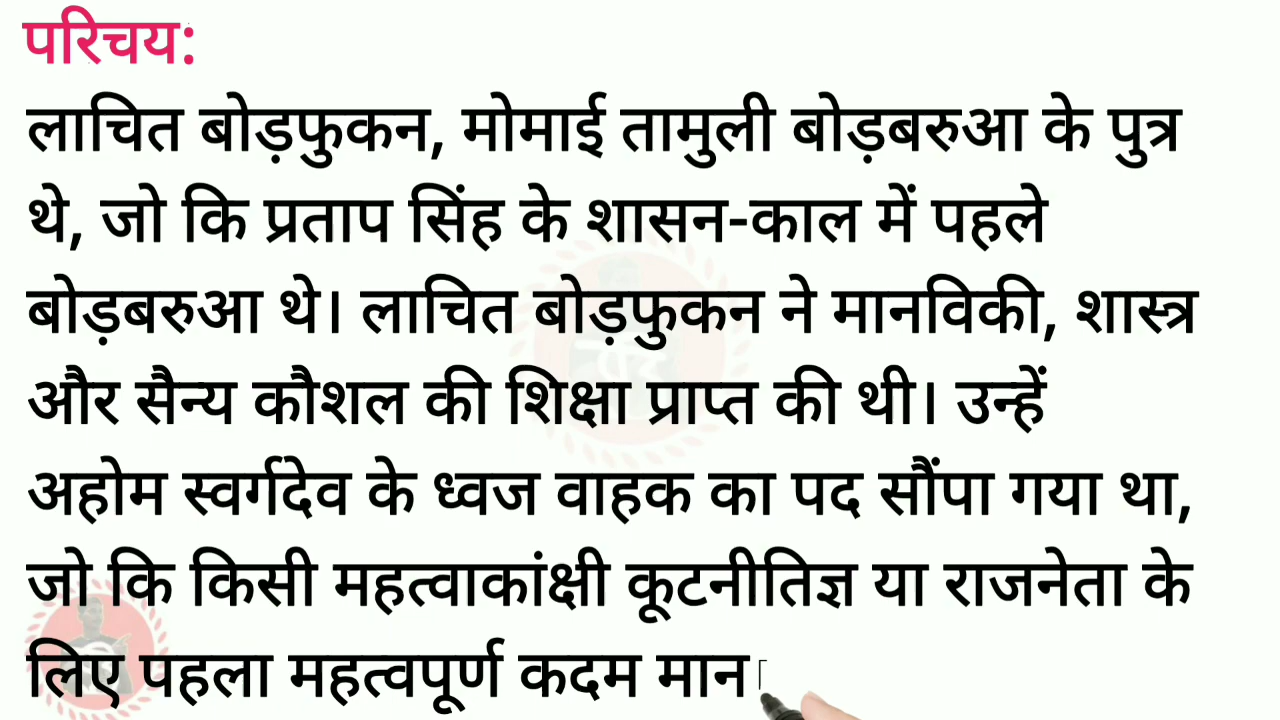 परिचय:
लाचित बोड़फुकन, मोमाई तामुली बोड़बरुआ के पुत्र
थे, जो कि प्रताप सिंह के शासन-काल में पहले
बोड़बरुआ थे। लाचित बोड़फुकन ने मानविकी, शास्त्र
और सैन्य कौशल की शिक्षा प्राप्त की थी। उन्हें
अहोम स्वर्गदेव के ध्वज वाहक का पद सौंपा गया था,
जो कि किसी महत्वाकांक्षी कूटनीतिज्ञ या राजनेता के
लिए पहला महत्वपूर्ण कदम मान